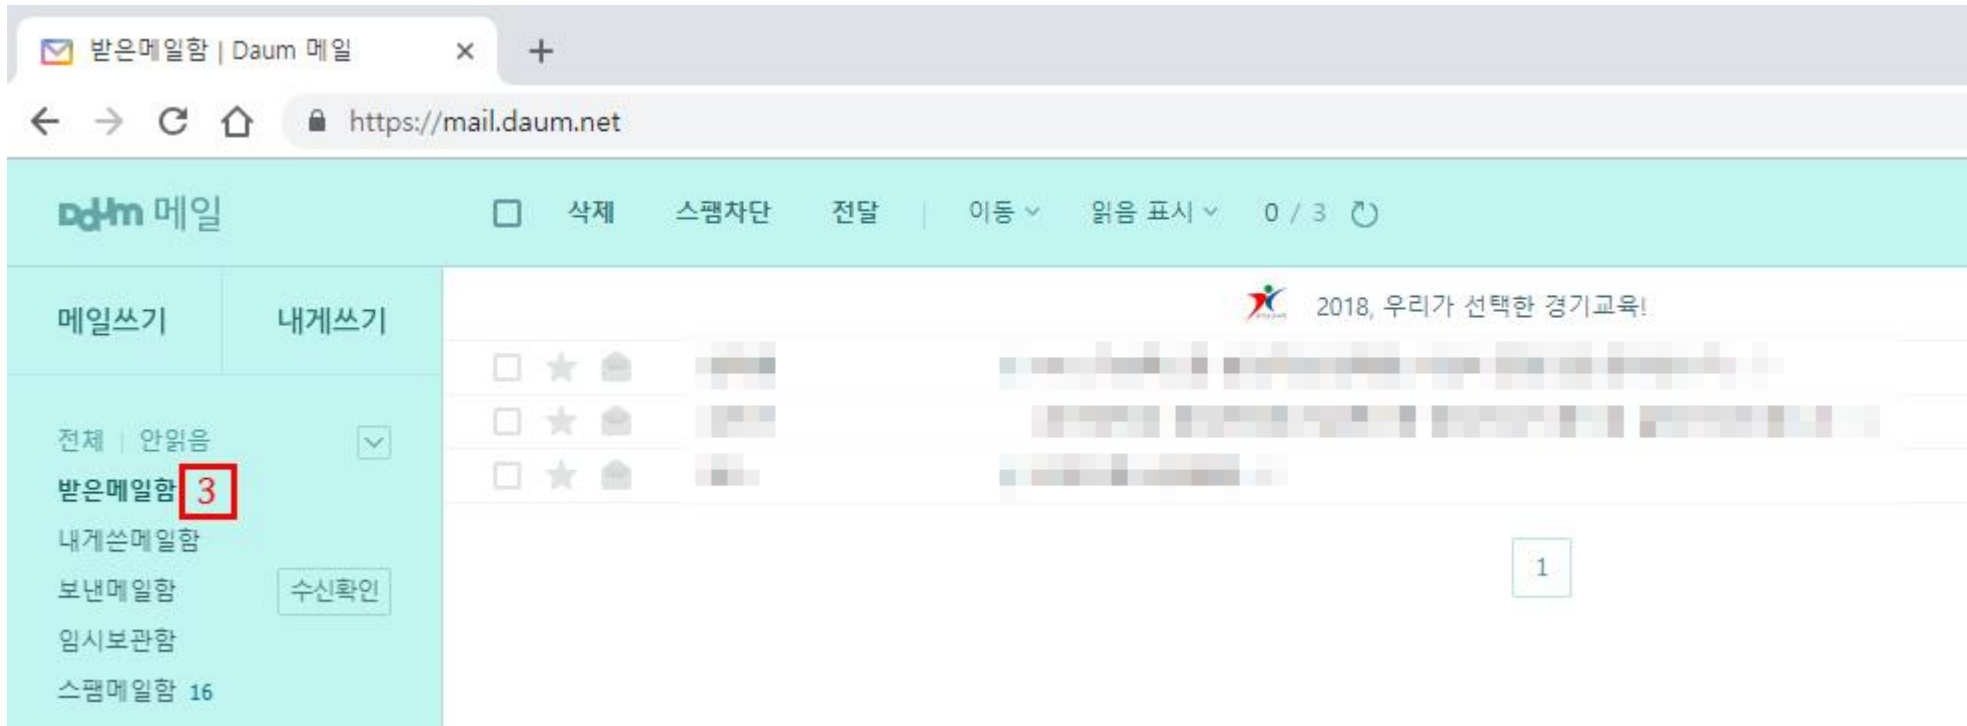 받은메일함 | Daum 메일
https://mail.daum.net
Daum 메일
삭제 스팸차단 전달 이동 읽음 표시 0 / 3
메일쓰기 내게쓰기
2018, 우리가 선택한 경기교육!
전체 안읽음
받은메일함 3
내게쓴메일함
보낸메일함 수신확인
임시보관함
스팸메일함 16
1